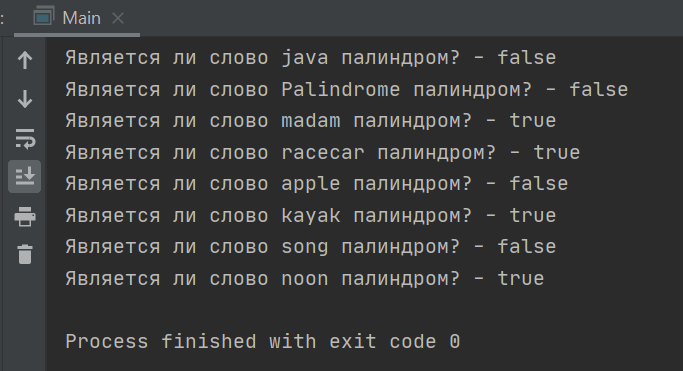 : Main
Является ли слово java палиндром? - false
Является ли слово Palindrome палиндром? - false
Является ли слово madam палиндром? - true
Является ли слово racecar палиндром? - true
Является ли слово apple палиндром? - false
Является ли слово kayak палиндром? - true
Является ли слово song палиндром? - false
Является ли слово noon палиндром? - true
Process finished with exit code 0